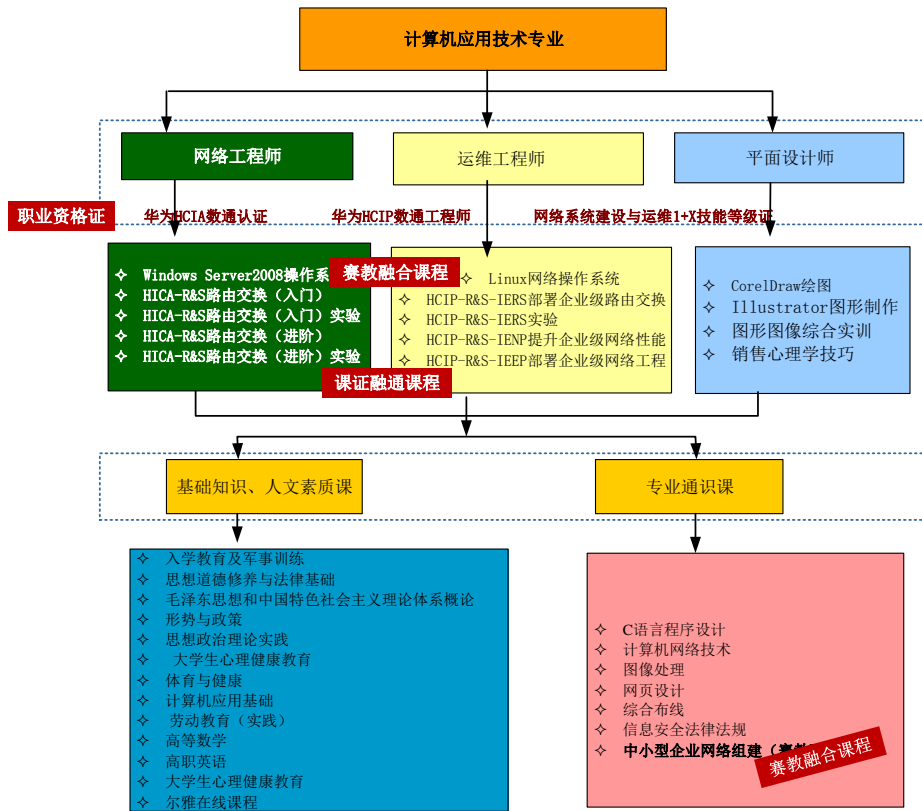 计算机应用技术专业
网络工程师
运维工程师
平面设计师
职业资格证
华为HCIA数通认证
华为HCIP数通工程师
网络系统建设与运维1+X技能等级证
赛教融合课程
✧ Windows Server2008操作系
✧ HICA-R&S路由交换（入门）
✧ HICA-R&S路由交换（入门）实验
✧ HICA-R&S路由交换（进阶）
✧ HICA-R&S路由交换（进阶）实验
✧ Linux网络操作系统
✧ HCIP-R&S-IERS部署企业级路由交换
✧ HCIP-R&S-IERS实验
✧ HCIP-R&S-IENP提升企业级网络性能
✧ HCIP-R&S-IEEP部署企业级网络工程
✧ CorelDraw绘图
✧ Illustrator图形制作
✧ 图形图像综合实训
✧ 销售心理学技巧
课证融通课程
基础知识、人文素质课
专业通识课
✧ 入学教育及军事训练
✧ 思想道德修养与法律基础
✧ 毛泽东思想和中国特色社会主义理论体系概论
✧ 形势与政策
✧ 思想政治理论实践
✧ 大学生心理健康教育
✧ 体育与健康
✧ 计算机应用基础
✧ 劳动教育（实践）
✧ 高等数学
✧ 高职英语
✧ 大学生心理健康教育
✧ 尔雅在线课程
✧ C语言程序设计
✧ 计算机网络技术
✧ 图像处理
✧ 网页设计
✧ 综合布线
✧ 信息安全法律法规
✧ 中小型企业网络组建（赛
赛教融合课程